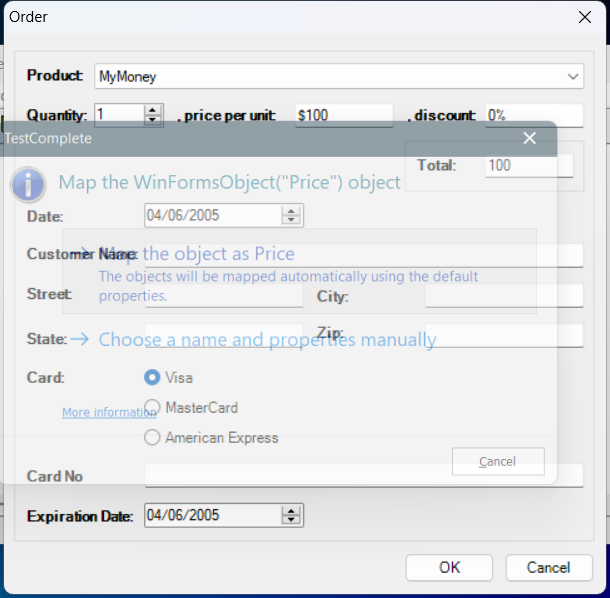 Order
Product: MyMoney
Quantity: 1 , price per unit: $100 , discount: 0%
TestComplete
Total: 100
Map the WinFormsObject("Price") object
Date: 04/06/2005
Customer Name:
Map the object as Price
The objects will be mapped automatically using the default
properties.
Street: City:
State: Zip:
Choose a name and properties manually
Card: Visa
More information
MasterCard
American Express
Cancel
Card No
Expiration Date: 04/06/2005
OK Cancel